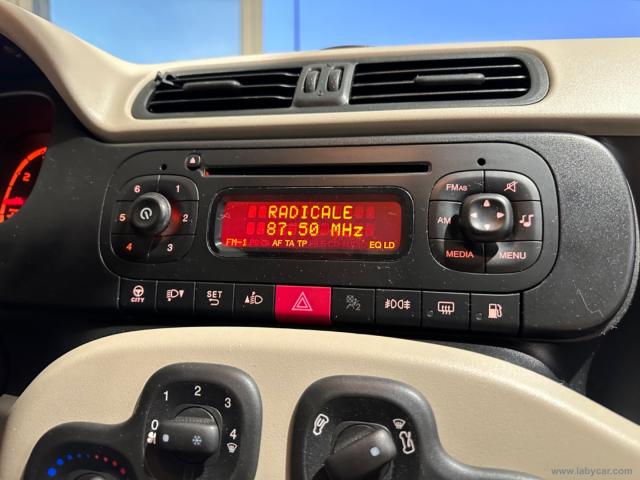 6 1
5 2
4 3
RADICALE
87.50 MHz
FM-1 AF TA TP EQ LD
FMAS
AM
MEDIA MENU
CITY SET
2
0 1 2 3 4
www.labycar.com